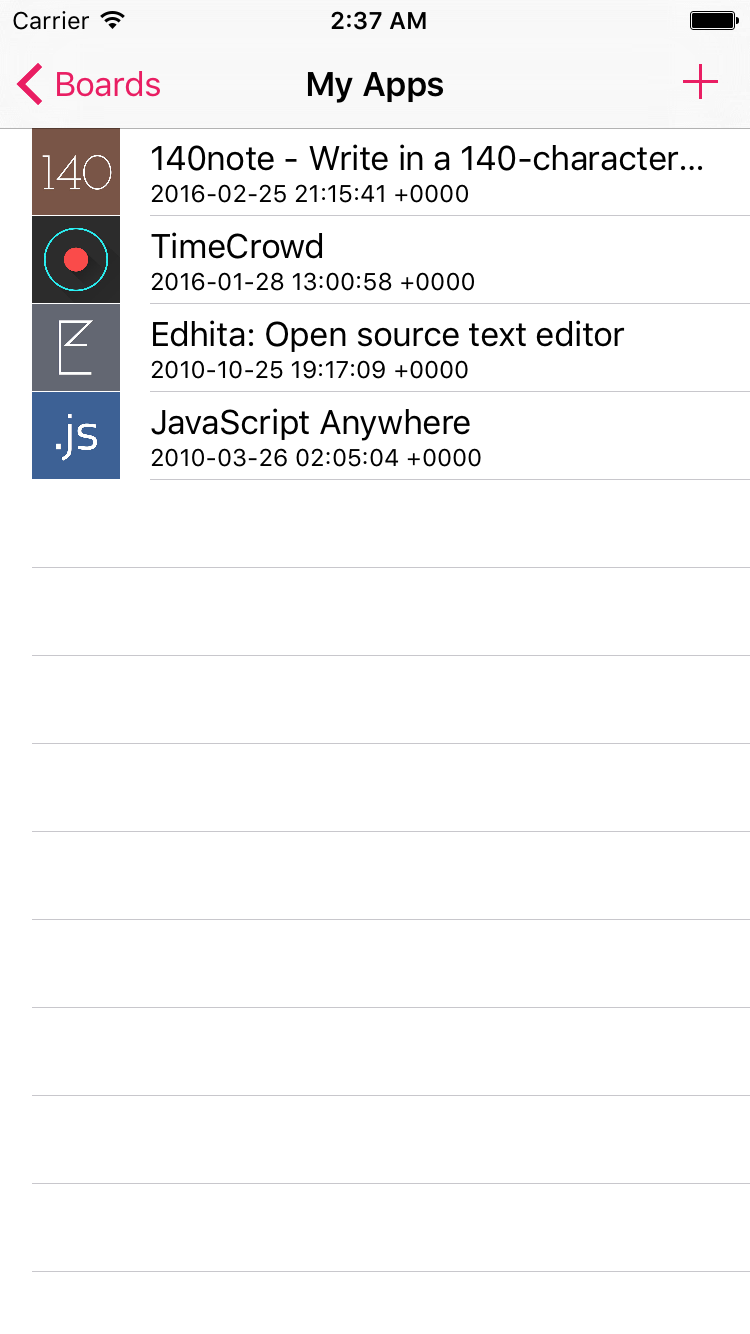 Carrier 2:37 AM
Boards My Apps
140 140note - Write in a 140-character...
2016-02-25 21:15:41 +0000
TimeCrowd
2016-01-28 13:00:58 +0000
E Edhita: Open source text editor
2010-10-25 19:17:09 +0000
.js JavaScript Anywhere
2010-03-26 02:05:04 +0000